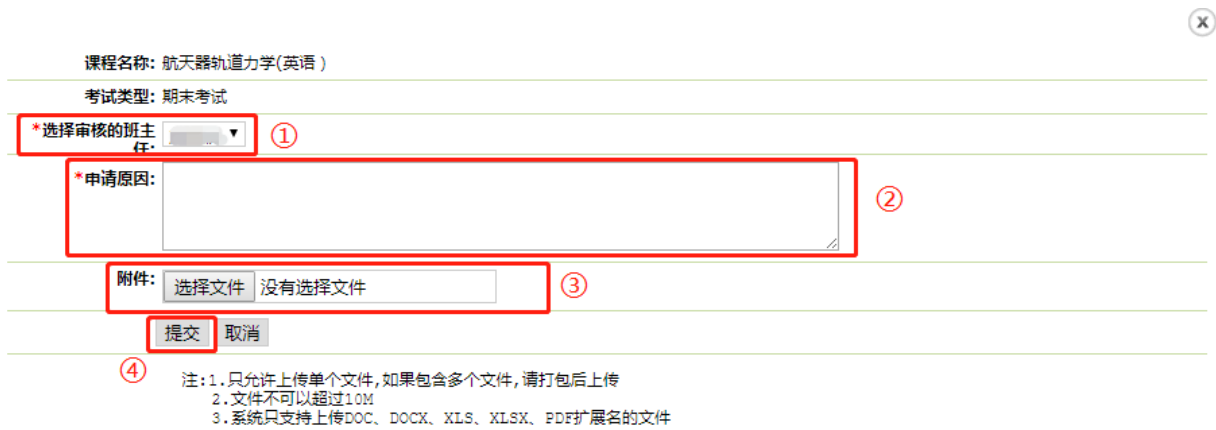 课程名称: 航天器轨道力学(英语)
考试类型: 期末考试
*选择审核的班主
任:
①
*申请原因:
②
附件: 选择文件 没有选择文件
③
提交 取消
④
注:1.只允许上传单个文件,如果包含多个文件,请打包后上传
2.文件不可以超过10M
3.系统只支持上传DOC、DOCX、XLS、XLSX、PDF扩展名的文件